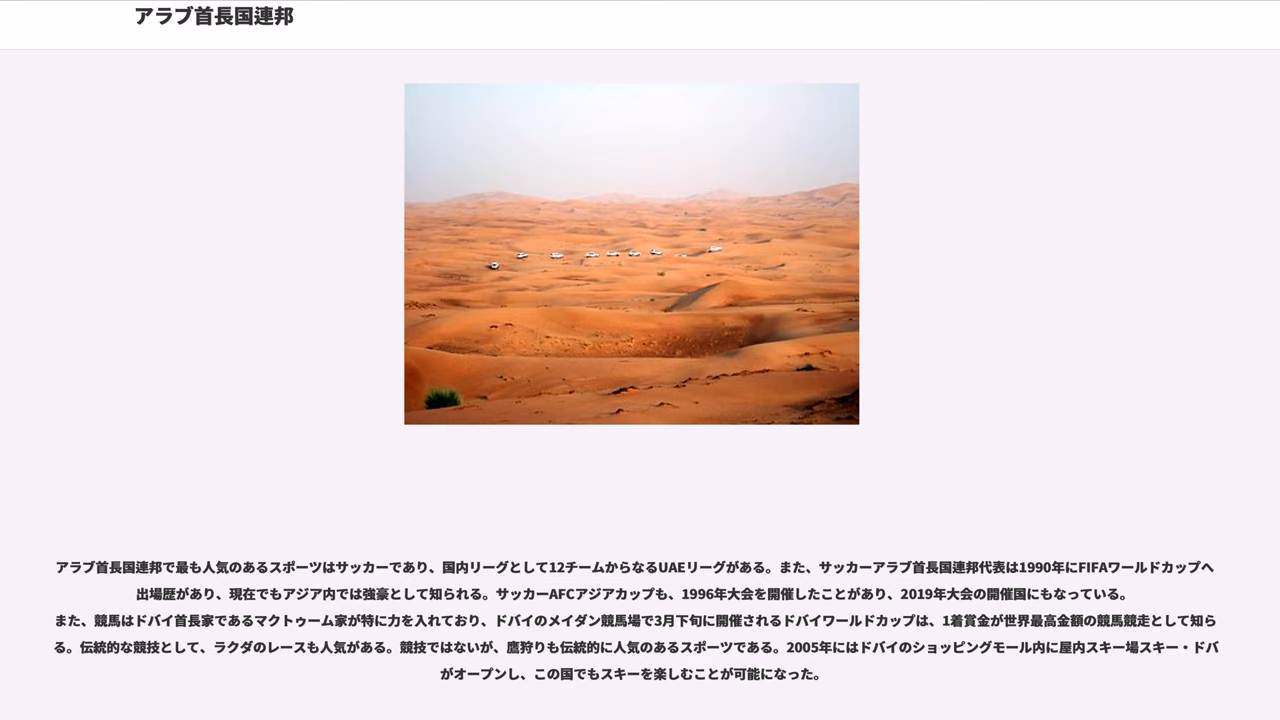 アラブ首長国連邦
アラブ首長国連邦で最も人気のあるスポーツはサッカーであり、国内リーグとして12チームからなるUAEリーグがある。また、サッカーアラブ首長国連邦代表は1990年にFIFAワールドカップへ
出場歴があり、現在でもアジア内では強豪として知られる。サッカーAFCアジアカップも、1996年大会を開催したことがあり、2019年大会の開催国にもなっている。
また、競馬はドバイ首長家であるマクトゥーム家が特に力を入れており、ドバイのメイダン競馬場で3月下旬に開催されるドバイワールドカップは、1着賞金が世界最高金額の競馬競走として知ら
る。伝統的な競技として、ラクダのレースも人気がある。競技ではないが、鷹狩りも伝統的に人気のあるスポーツである。2005年にはドバイのショッピングモール内に屋内スキー場スキー・ドバ
がオープンし、この国でもスキーを楽しむことが可能になった。